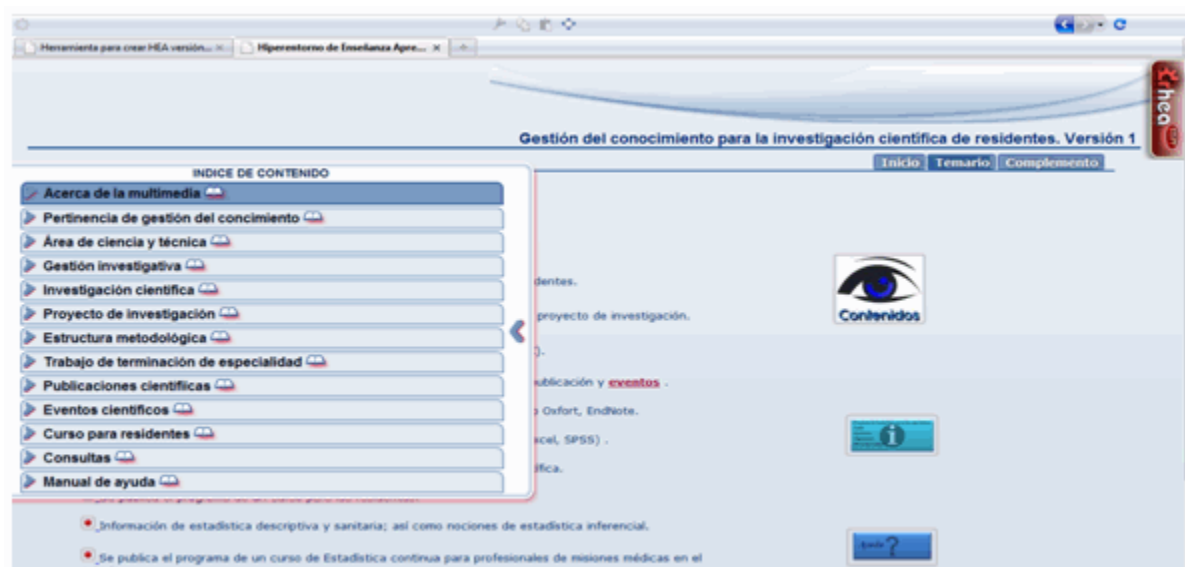 Herramienta para crear HEA versión... ×
Hiperentorno de Enseñanza Apre... ×
hea
Gestión del conocimiento para la investigación científica de residentes. Versión 1
Inicio Temario Complemento
INDICE DE CONTENIDO
Acerca de la multimedia
Pertinencia de gestión del concimiento
Área de ciencia y técnica
Gestión investigativa
Investigación científica
Proyecto de investigación
Estructura metodológica
Trabajo de terminación de especialidad
Publicaciones científicas
Eventos científicos
Curso para residentes
Consultas
Manual de ayuda
dentes.
proyecto de investigación.
).
ublicación y eventos .
o Oxfort, EndNote.
xcel, SPSS) .
ífica.
Contenidos
Información de estadística descriptiva y sanitaria; así como nociones de estadística inferencial.
Se publica el programa de un curso de Estadística continua para profesionales de misiones médicas en el
Ayuda ?